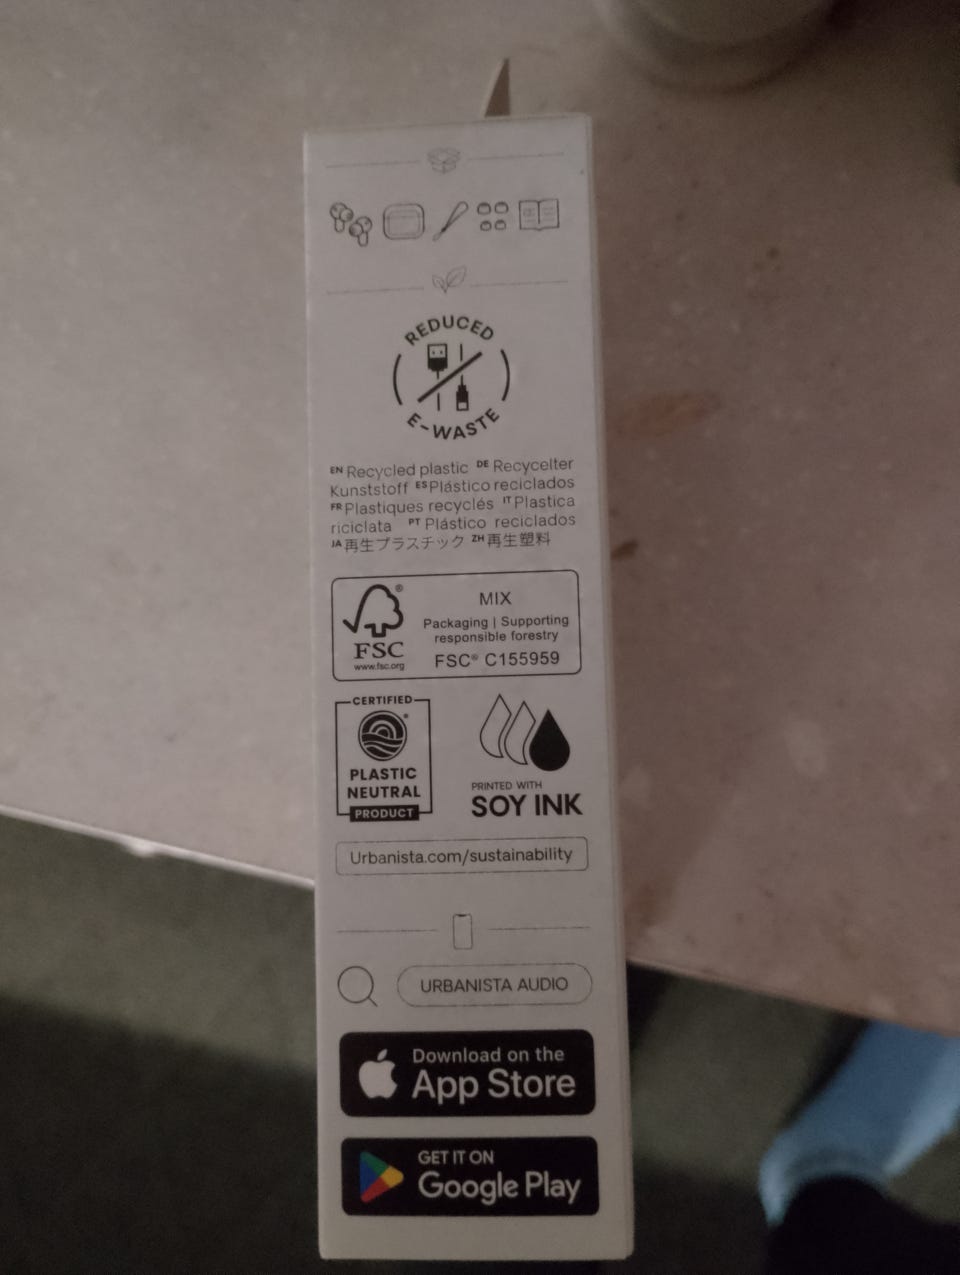 REDUCED
E-WASTE
EN Recycled plastic DE Recycelter
Kunststoff ES Plástico reciclados
FR Plastiques recyclés IT Plastica
riciclata PT Plástico reciclados
JA 再生プラスチック ZH 再生塑料
MIX
Packaging | Supporting
responsible forestry
FSC® C155959
®
FSC
www.fsc.org
CERTIFIED
®
PLASTIC
NEUTRAL
PRODUCT
PRINTED WITH
SOY INK
Urbanista.com/sustainability
URBANISTA AUDIO
Download on the
App Store
GET IT ON
Google Play